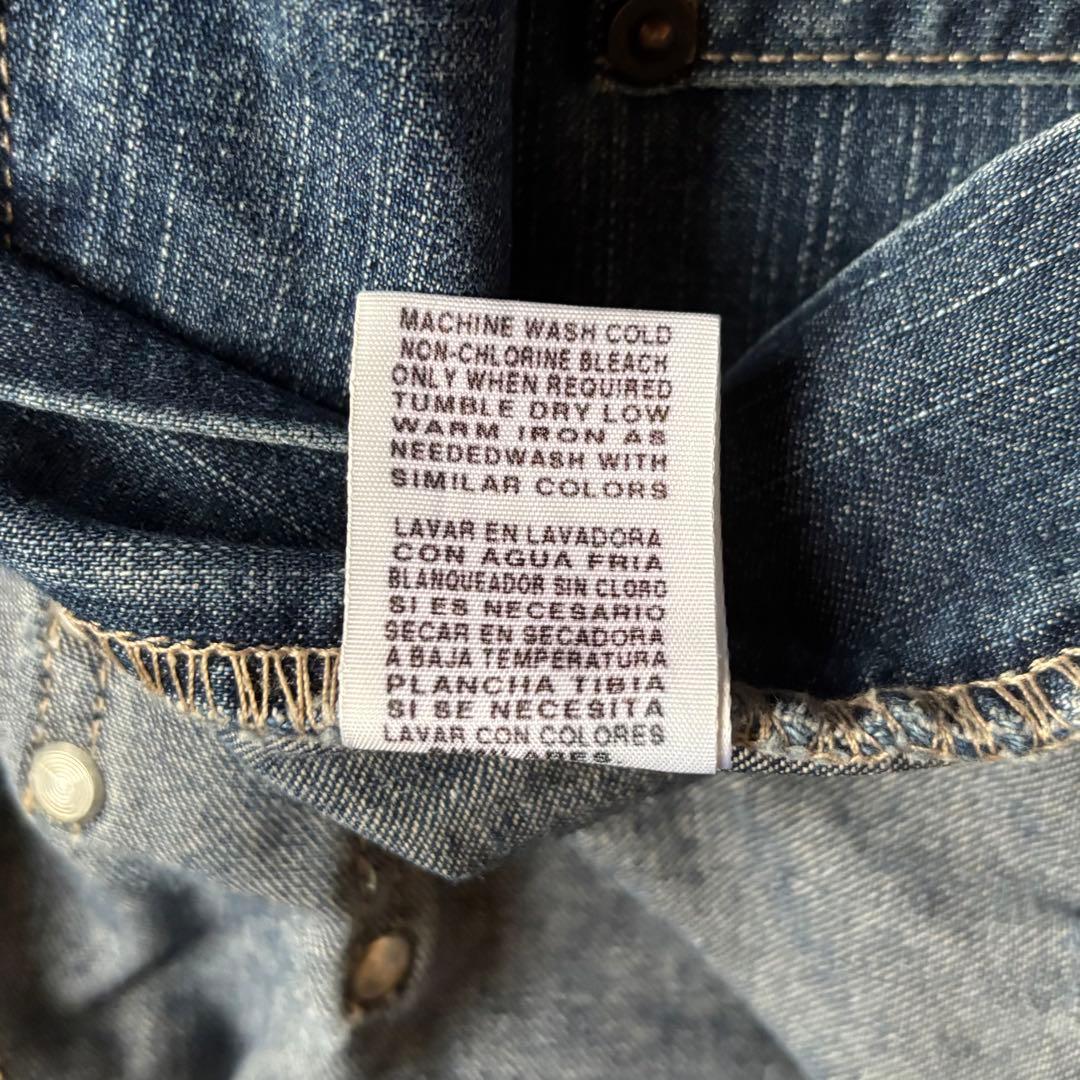 MACHINE WASH COLD
NON-CHLORINE BLEACH
ONLY WHEN REQUIRED
TUMBLE DRY LOW
WARM IRON AS
NEEDEDWASH WITH
SIMILAR COLORS
LAVAR EN LAVADORA
CON AGUA FRIA
BLANQUEADOR SIN CLORO
SI ES NECESARIO
SECAR EN SECADORA
A BAJA TEMPERATURA
PLANCHA TIBIA
SI SE NECESITA
LAVAR CON COLORES